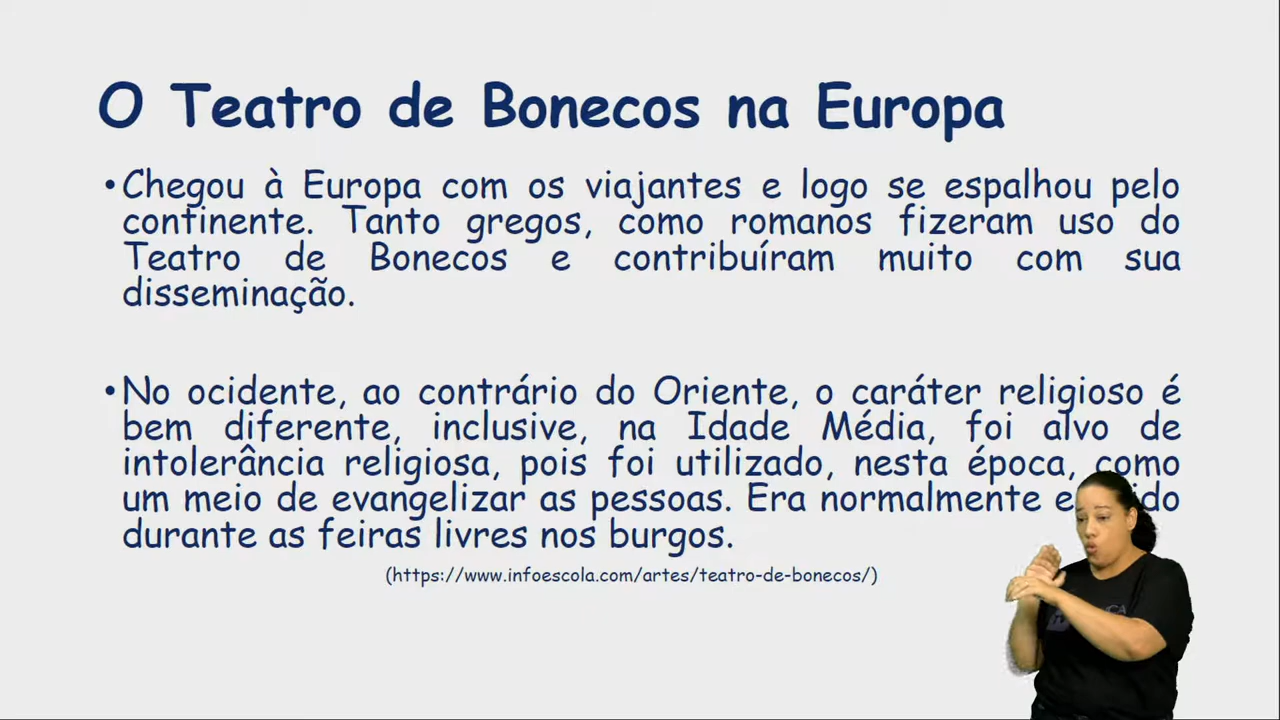 O Teatro de Bonecos na Europa
•Chegou à Europa com os viajantes e logo se espalhou pelo
continente. Tanto gregos, como romanos fizeram uso do
Teatro de Bonecos e contribuíram muito com sua
disseminação.
•No ocidente, ao contrário do Oriente, o caráter religioso é
bem diferente, inclusive, na Idade Média, foi alvo de
intolerância religiosa, pois foi utilizado, nesta época, como
um meio de evangelizar as pessoas. Era normalmente
durante as feiras livres nos burgos.
(https://www.infoescola.com/artes/teatro-de-bonecos/)